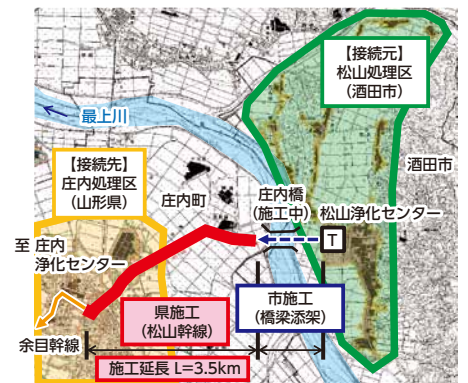 【接続元】
松山処理区
(酒田市)
最上川
酒田市
【接続先】
庄内処理区
(山形県)
庄内町
庄内橋
(施工中)
松山浄化センター
T
至 庄内
浄化センター
県施工
(松山幹線)
市施工
(橋梁添架)
余目幹線
施工延長 L=3.5km